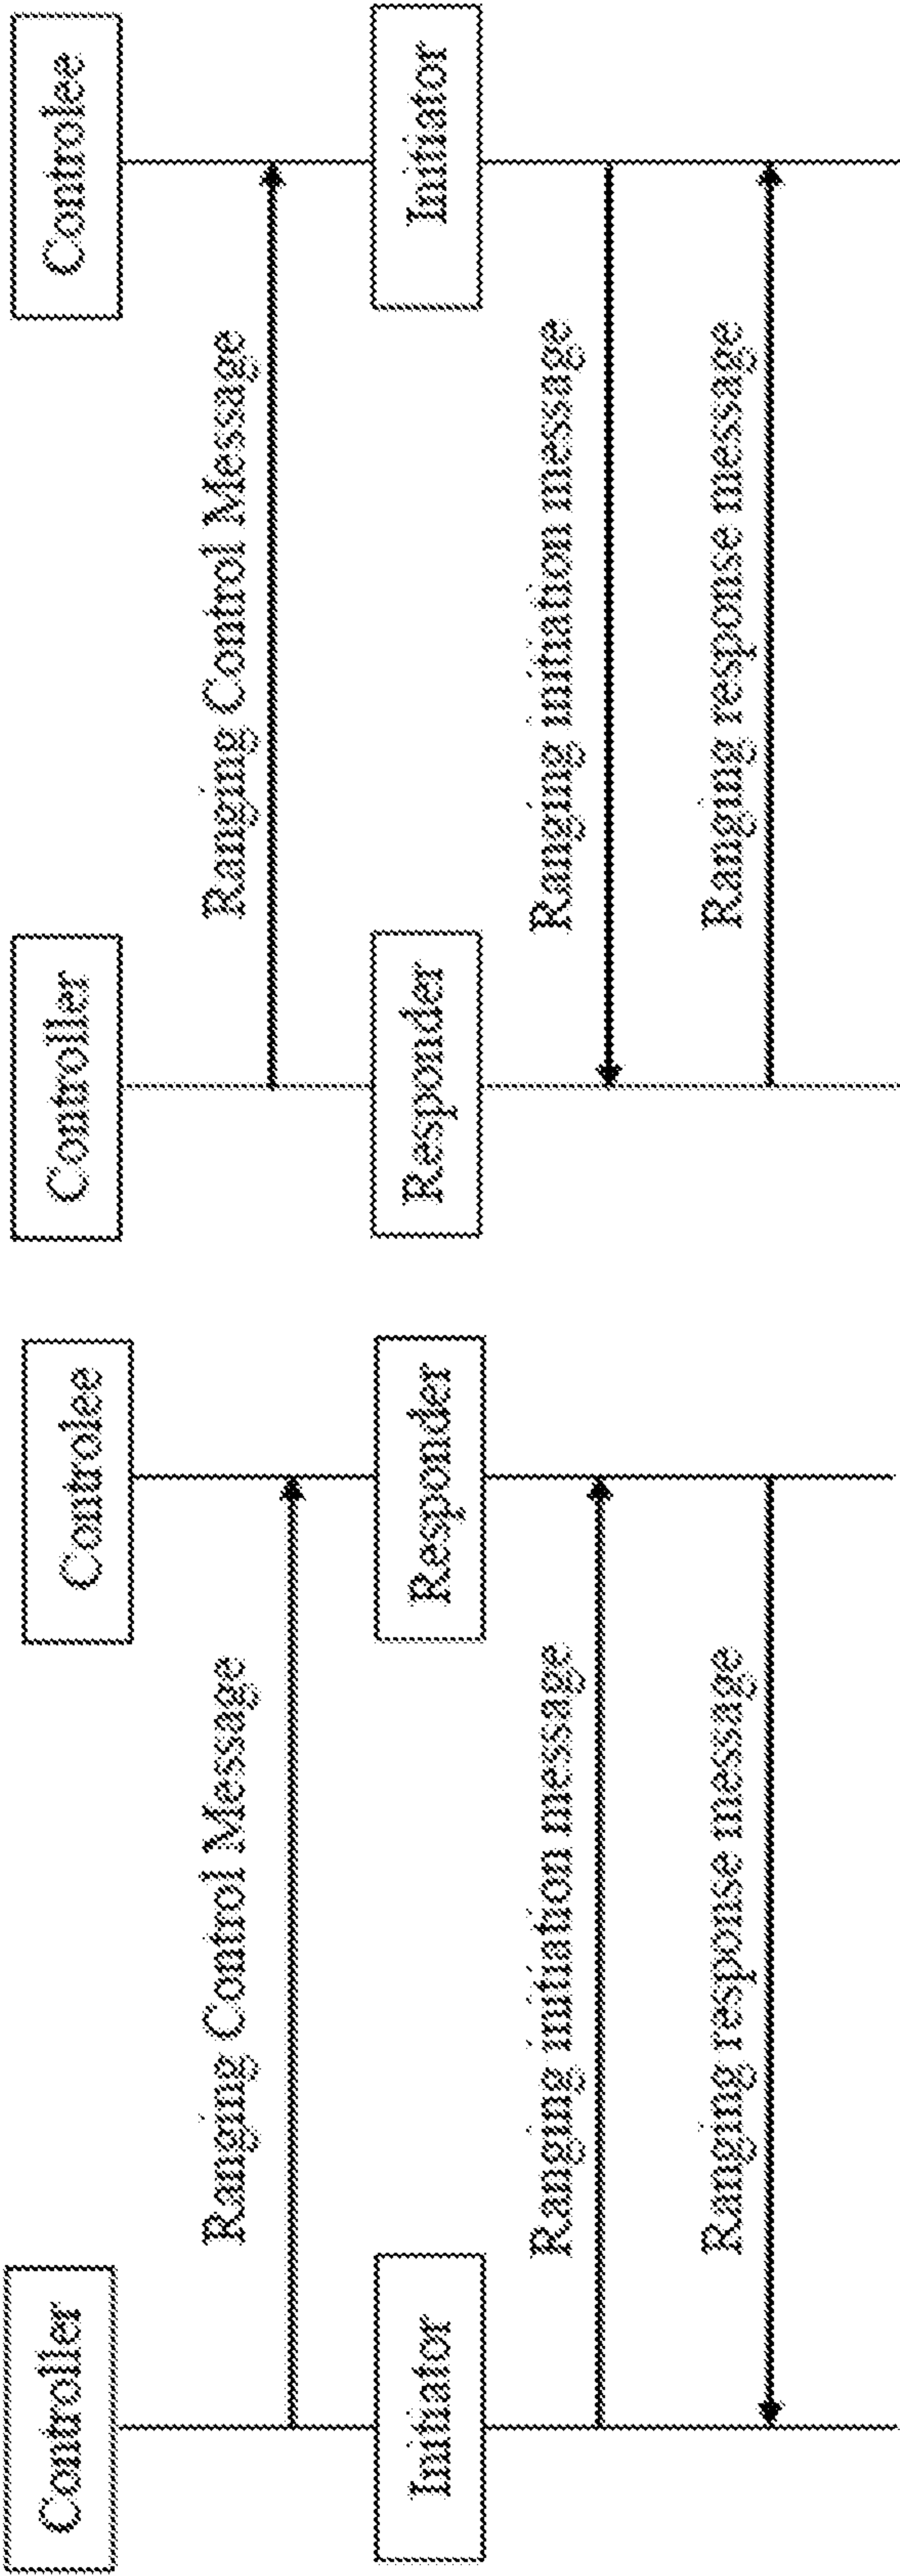 Controller
Controlee
Ranging Control Message
Initiator
Responder
Ranging initiation message
Ranging response message
Controller
Controlee
Ranging Control Message
Responder
Initiator
Ranging initiation message
Ranging response message